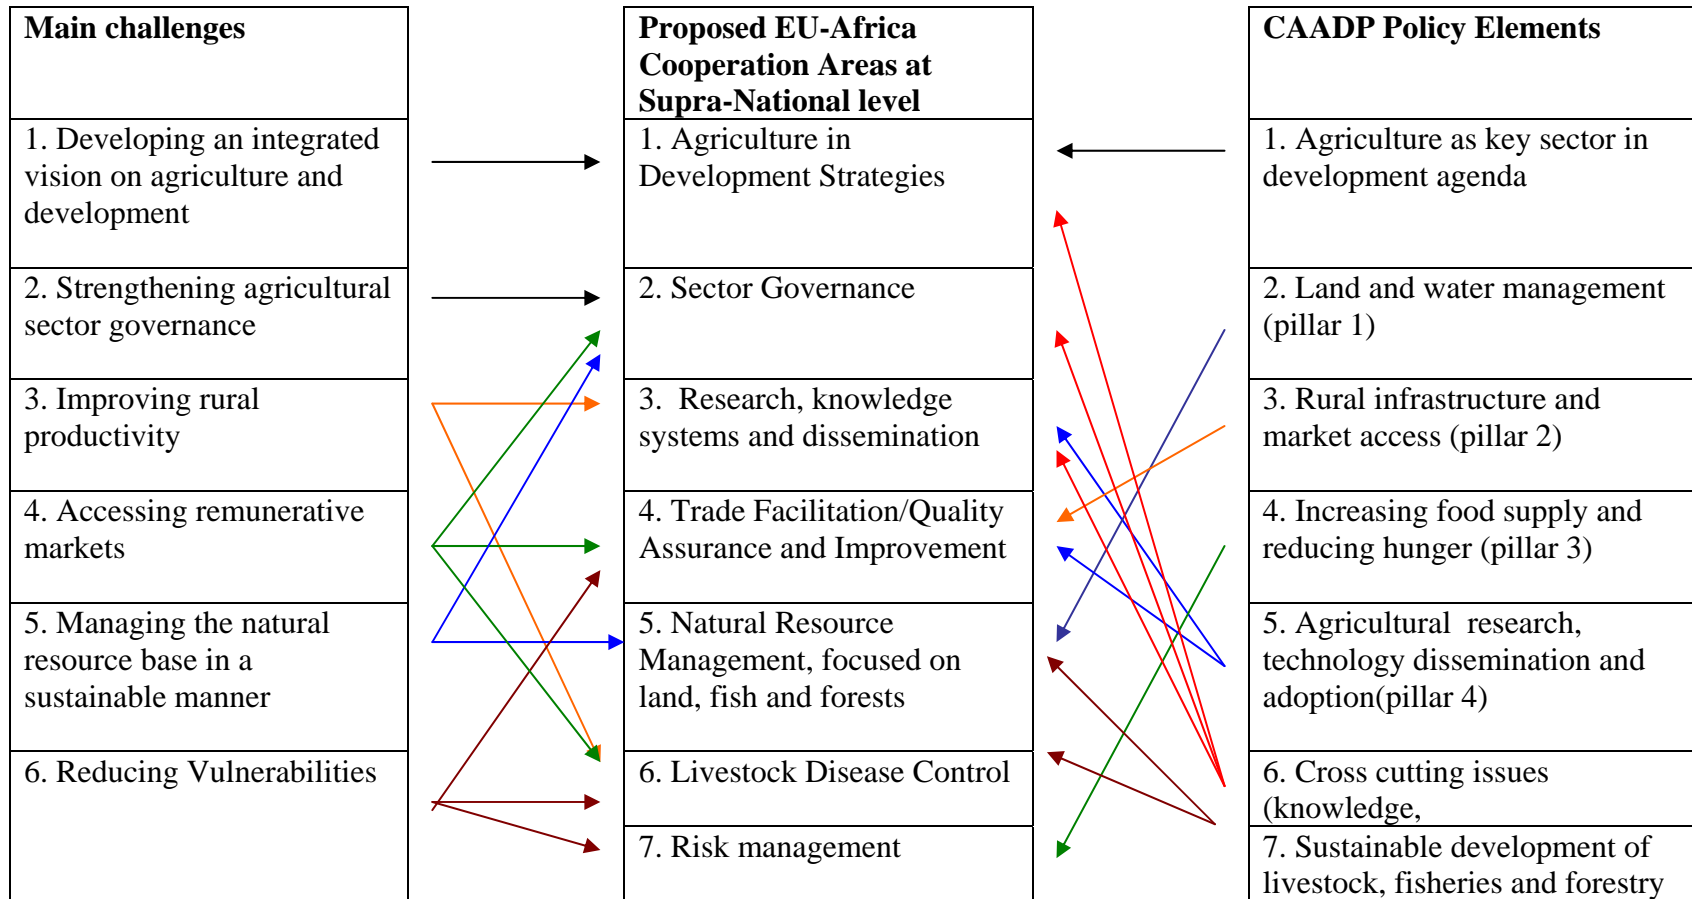 Main challenges
Proposed EU-Africa
Cooperation Areas at
Supra-National level
CAADP Policy Elements
1. Developing an integrated
vision on agriculture and
development
1. Agriculture in
Development Strategies
1. Agriculture as key sector in
development agenda
2. Strengthening agricultural
sector governance
2. Sector Governance
2. Land and water management
(pillar 1)
3. Improving rural
productivity
3.  Research, knowledge
systems and dissemination
3. Rural infrastructure and
market access (pillar 2)
4. Accessing remunerative
markets
4. Trade Facilitation/Quality
Assurance and Improvement
4. Increasing food supply and
reducing hunger (pillar 3)
5. Managing the natural
resource base in a
sustainable manner
5. Natural Resource
Management, focused on
land, fish and forests
5. Agricultural  research,
technology dissemination and
adoption(pillar 4)
6. Reducing Vulnerabilities
6. Livestock Disease Control
6. Cross cutting issues
(knowledge,
7. Risk management
7. Sustainable development of
livestock, fisheries and forestry